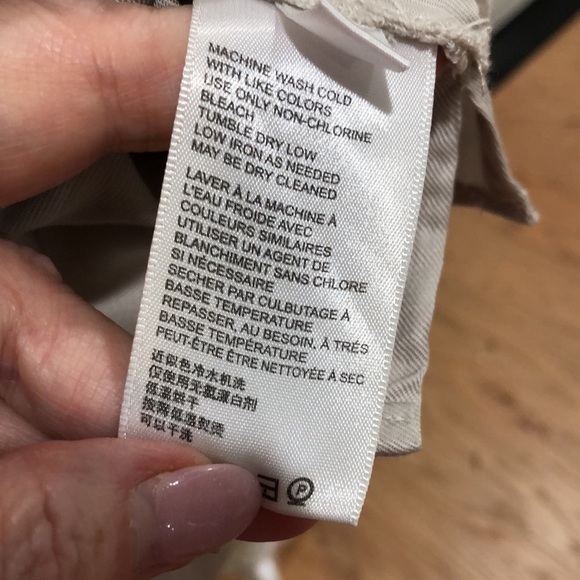 MACHINE WASH COLD
WITH LIKE COLORS
USE ONLY NON-CHLORINE
BLEACH
TUMBLE DRY LOW
LOW IRON AS NEEDED
MAY BE DRY CLEANED
LAVER À LA MACHINE À
L'EAU FROIDE AVEC
COULEURS SIMILAIRES
UTILISER UN AGENT DE
BLANCHIMENT SANS CHLORE
SI NÉCESSAIRE
SECHER PAR CULBUTAGE À
BASSE TEMPERATURE
REPASSER, AU BESOIN, À TRÉS
BASSE TEMPÉRATURE
PEUT-ÊTRE ÊTRE NETTOYÉE À SEC
近似色冷水机洗
仅使用无氯漂白剂
低温烘干
按需低温熨烫
可以干洗
P